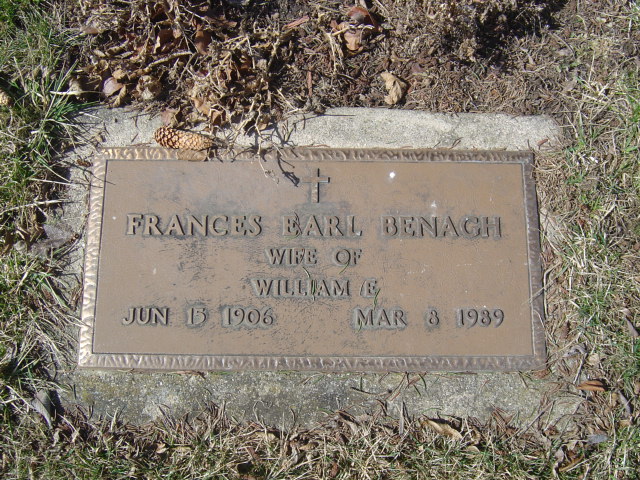 FRANCES EARL BENAGH
WIFE OF
WILLIAM E
JUN 15 1906 MAR 8 1989